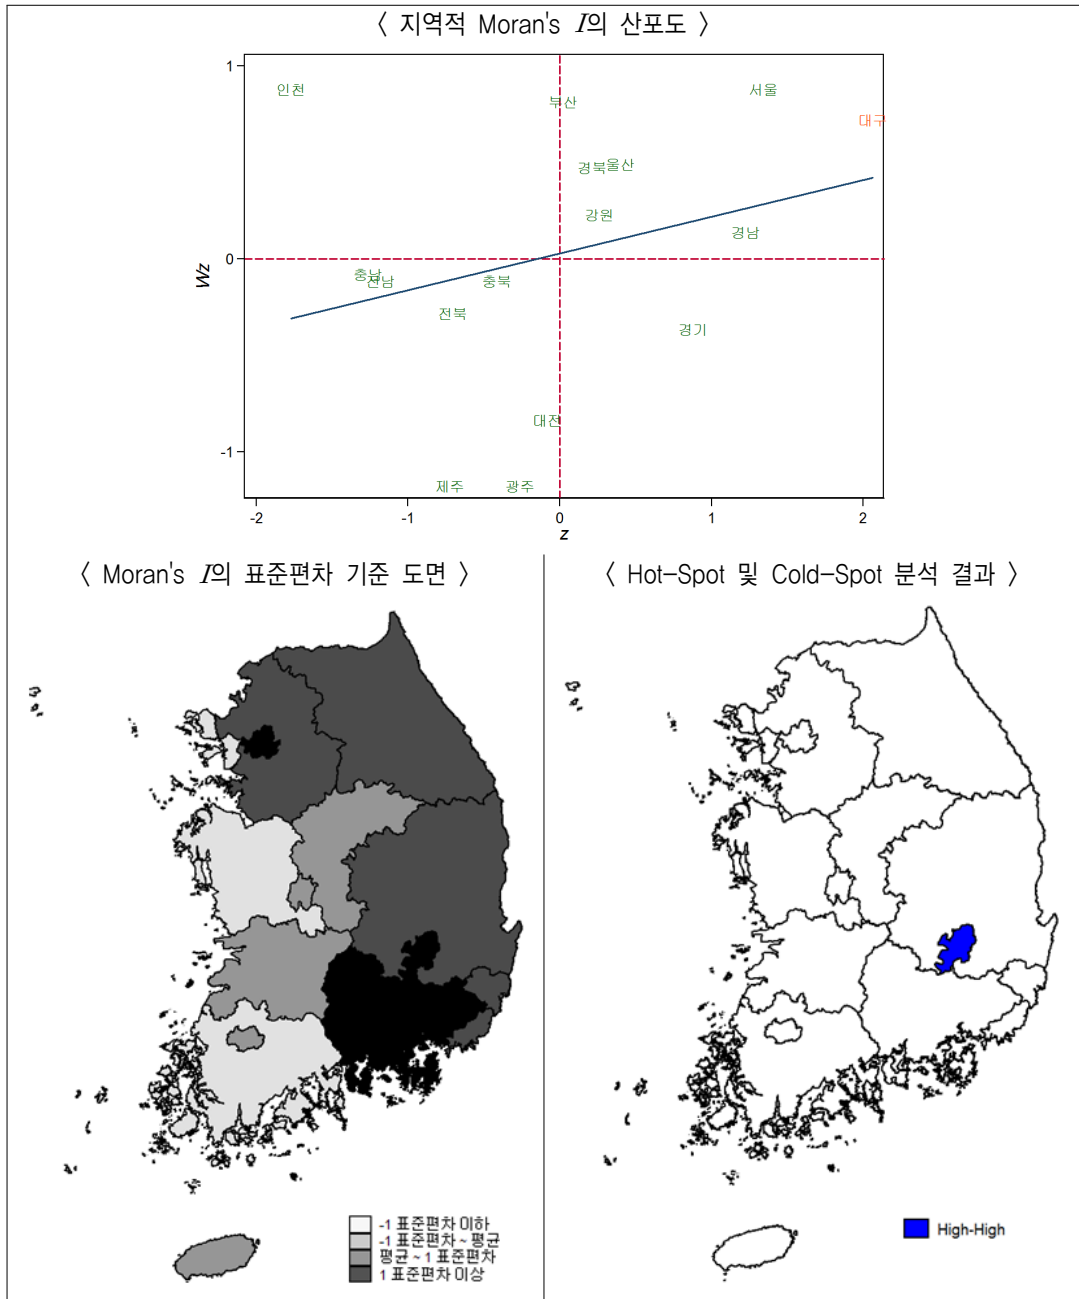 〈 지역적 Moran's I의 산포도 〉
1
0
-1
Wz
인천
부산
서울
대구
경북
울산
강원
경남
충남
전남
충북
전북
경기
대전
제주
광주
-2
-1
0
1
2
z
〈 Moran's I의 표준편차 기준 도면 〉
-1 표준편차 이하
-1 표준편차 ~ 평균
평균 ~ 1 표준편차
1 표준편차 이상
〈 Hot-Spot 및 Cold-Spot 분석 결과 〉
High-High